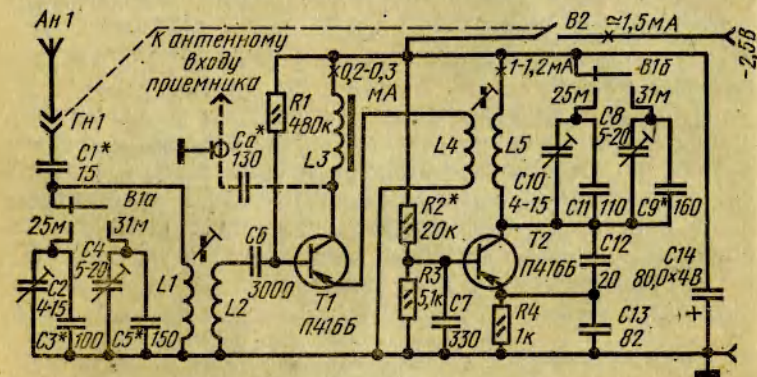 Ан1
К антенному
входу
приемника
В2
≃1,5мА
-2,5В
0,2-0,3
мА
1-1,2мА
В1б
25м
31м
Гн1
R1
480к
Са*
130
L3
L4
L5
С8
5-20
С1*
15
В1а
25м
31м
С10
4-15
С11
110
С9*
160
R2*
20к
С4
5-20
С2
4-15
L1
L2
С6
3000
Т1
П416Б
Т2
П416Б
С12
20
С14
80,0×4В
+
R3
5,1к
С7
330
R4
1к
С13
82
С3*
100
С5*
150